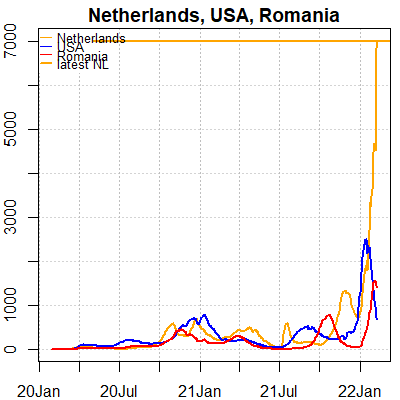 Netherlands, USA, Romania
Netherlands
USA
Romania
latest NL
7000
5000
3000
1000
0
20Jan 20Jul 21Jan 21Jul 22Jan